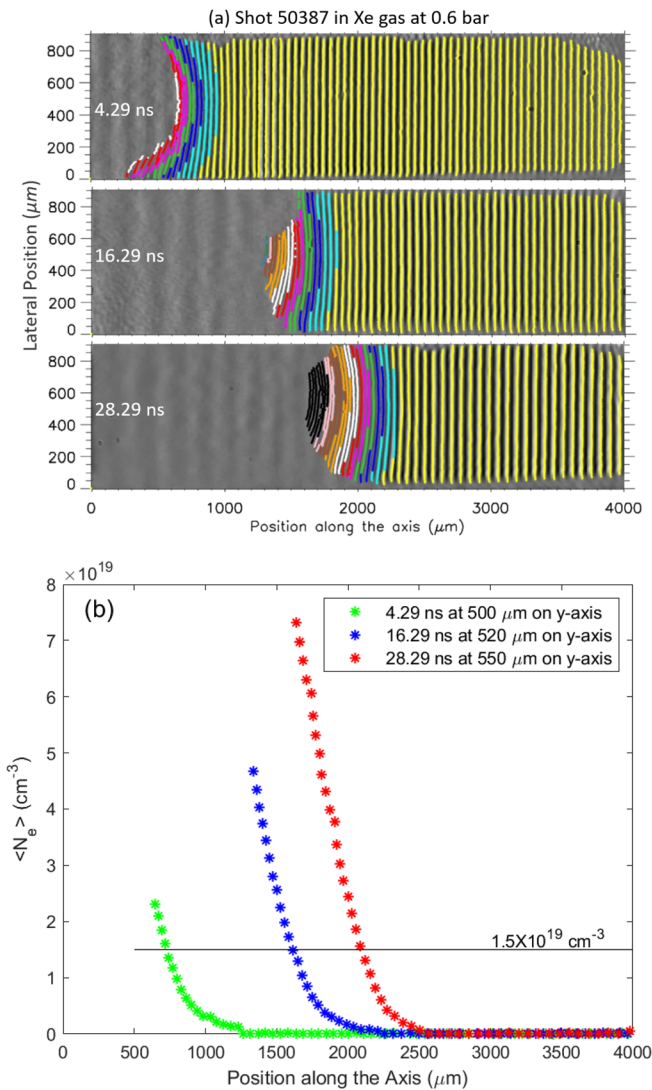 (a) Shot 50387 in Xe gas at 0.6 bar
800
600
400
200
0
4.29 ns
800
600
400
200
0
16.29 ns
800
600
400
200
0
28.29 ns
Lateral Position (μm)
0 1000 2000 3000 4000
Position along the axis (μm)
×10^19
(b)
4.29 ns at 500 μm on y-axis
16.29 ns at 520 μm on y-axis
28.29 ns at 550 μm on y-axis
8
7
6
5
4
3
2
1
0
<N_e> (cm^-3)
1.5X10^19 cm^-3
0 500 1000 1500 2000 2500 3000 3500 4000
Position along the Axis (μm)